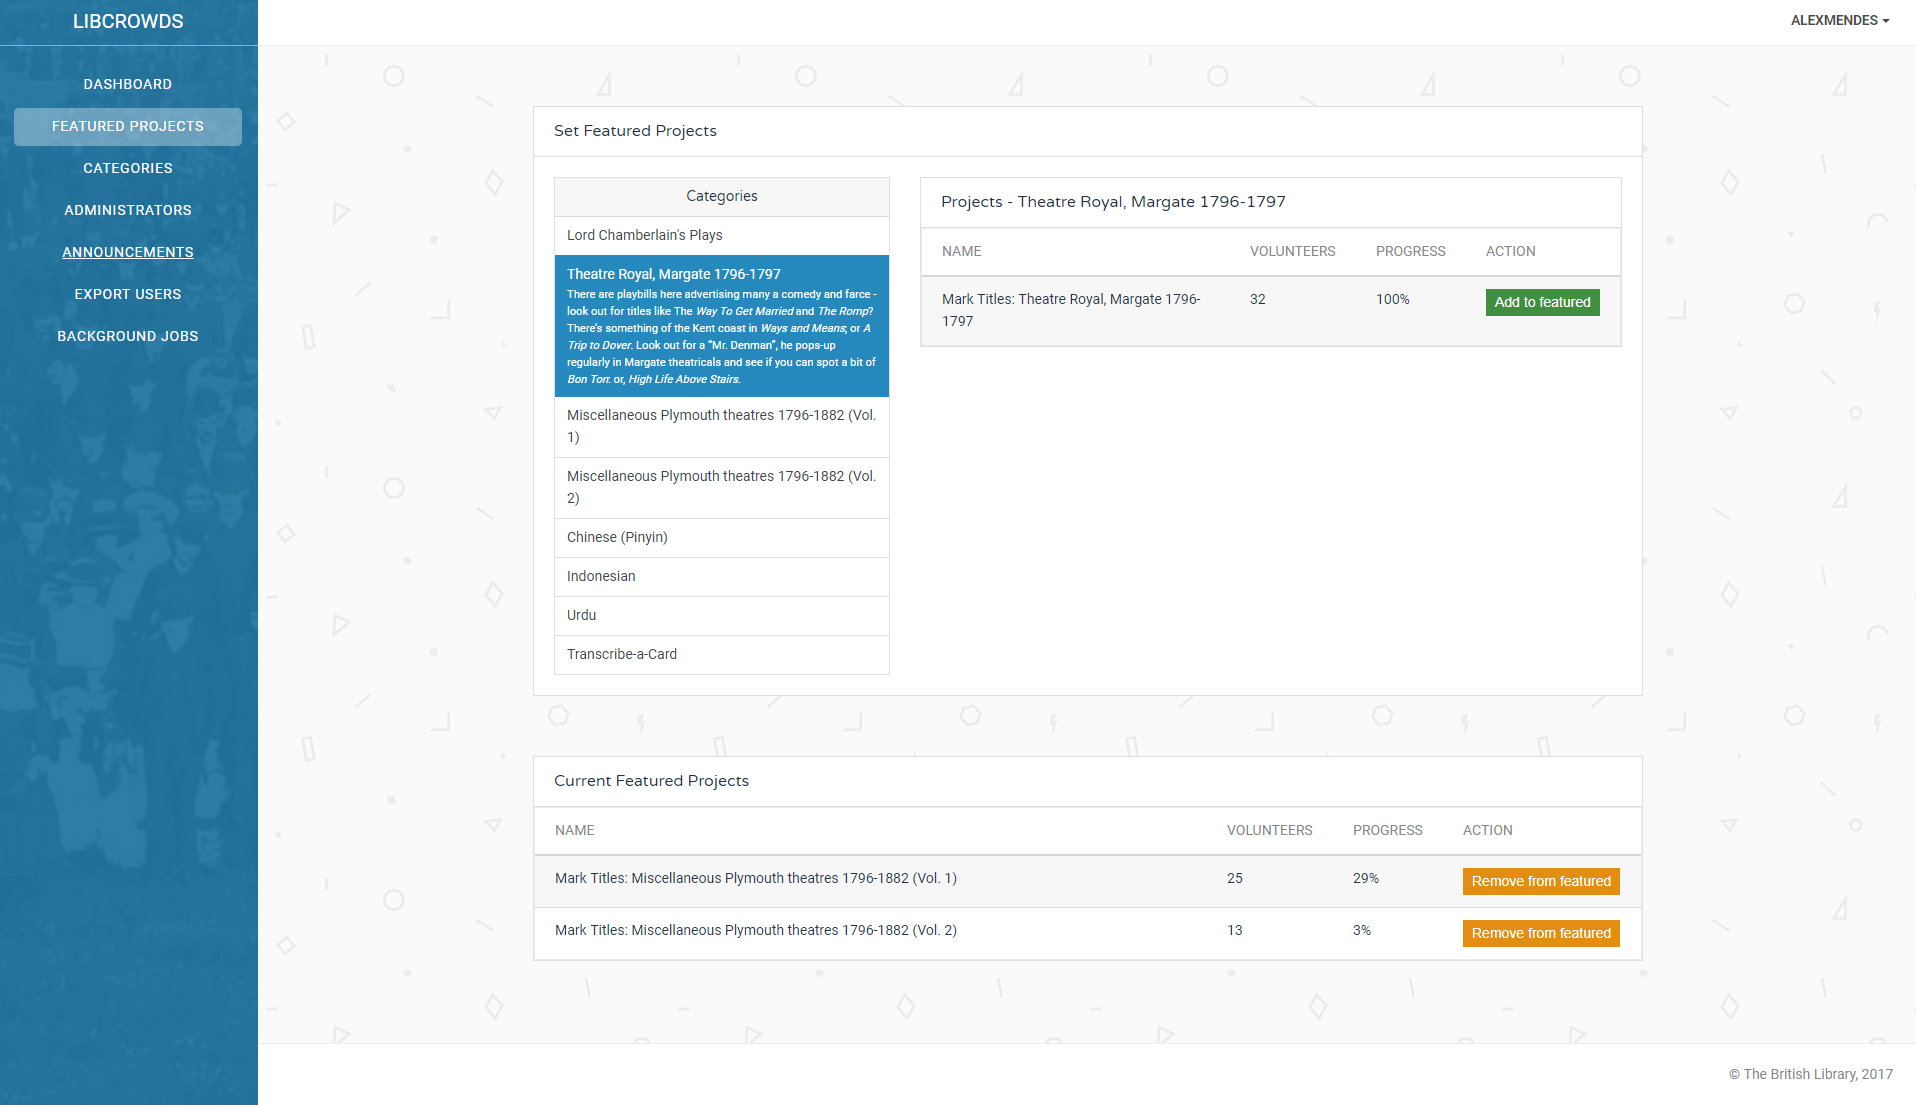 LIBCROWDS
ALEXMENDES
DASHBOARD
FEATURED PROJECTS
CATEGORIES
ADMINISTRATORS
ANNOUNCEMENTS
EXPORT USERS
BACKGROUND JOBS
Set Featured Projects
Categories
Lord Chamberlain's Plays
Theatre Royal, Margate 1796-1797
There are playbills here advertising many a comedy and farce -
look out for titles like The Way To Get Married and The Romp?
There's something of the Kent coast in Ways and Means; or A
Trip to Dover. Look out for a “Mr. Denman”, he pops-up
regularly in Margate theatricals and see if you can spot a bit of
Bon Ton: or, High Life Above Stairs.
Miscellaneous Plymouth theatres 1796-1882 (Vol.
1)
Miscellaneous Plymouth theatres 1796-1882 (Vol.
2)
Chinese (Pinyin)
Indonesian
Urdu
Transcribe-a-Card
Projects - Theatre Royal, Margate 1796-1797
NAME VOLUNTEERS PROGRESS ACTION
Mark Titles: Theatre Royal, Margate 1796- 32 100% Add to featured
1797
Current Featured Projects
NAME VOLUNTEERS PROGRESS ACTION
Mark Titles: Miscellaneous Plymouth theatres 1796-1882 (Vol. 1) 25 29% Remove from featured
Mark Titles: Miscellaneous Plymouth theatres 1796-1882 (Vol. 2) 13 3% Remove from featured
© The British Library, 2017